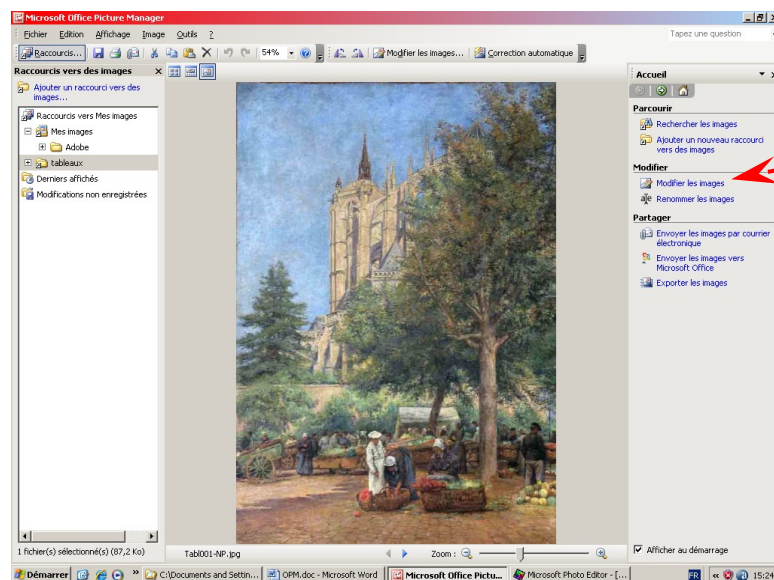 Microsoft Office Picture Manager
Fichier Edition Affichage Image Outils ?
Tapez une question
Raccourcis... 54% Modifier les images... Correction automatique
Raccourcis vers des images
Ajouter un raccourci vers des
images...
Raccourcis vers Mes images
Mes images
Adobe
tableaux
Derniers affichés
Modifications non enregistrées
Accueil
Parcourir
Rechercher les images
Ajouter un nouveau raccourci
vers des images
Modifier
Modifier les images
Renommer les images
Partager
Envoyer les images par courrier
électronique
Envoyer les images vers
Microsoft Office
Exporter les images
Afficher au démarrage
1 fichier(s) sélectionné(s) (87,2 Ko)
Tabl001-NP.jpg
Zoom :
Démarrer
C:\Documents and Settin...
OPM.doc - Microsoft Word
Microsoft Office Pictu...
Microsoft Photo Editor - [...
FR
15:24